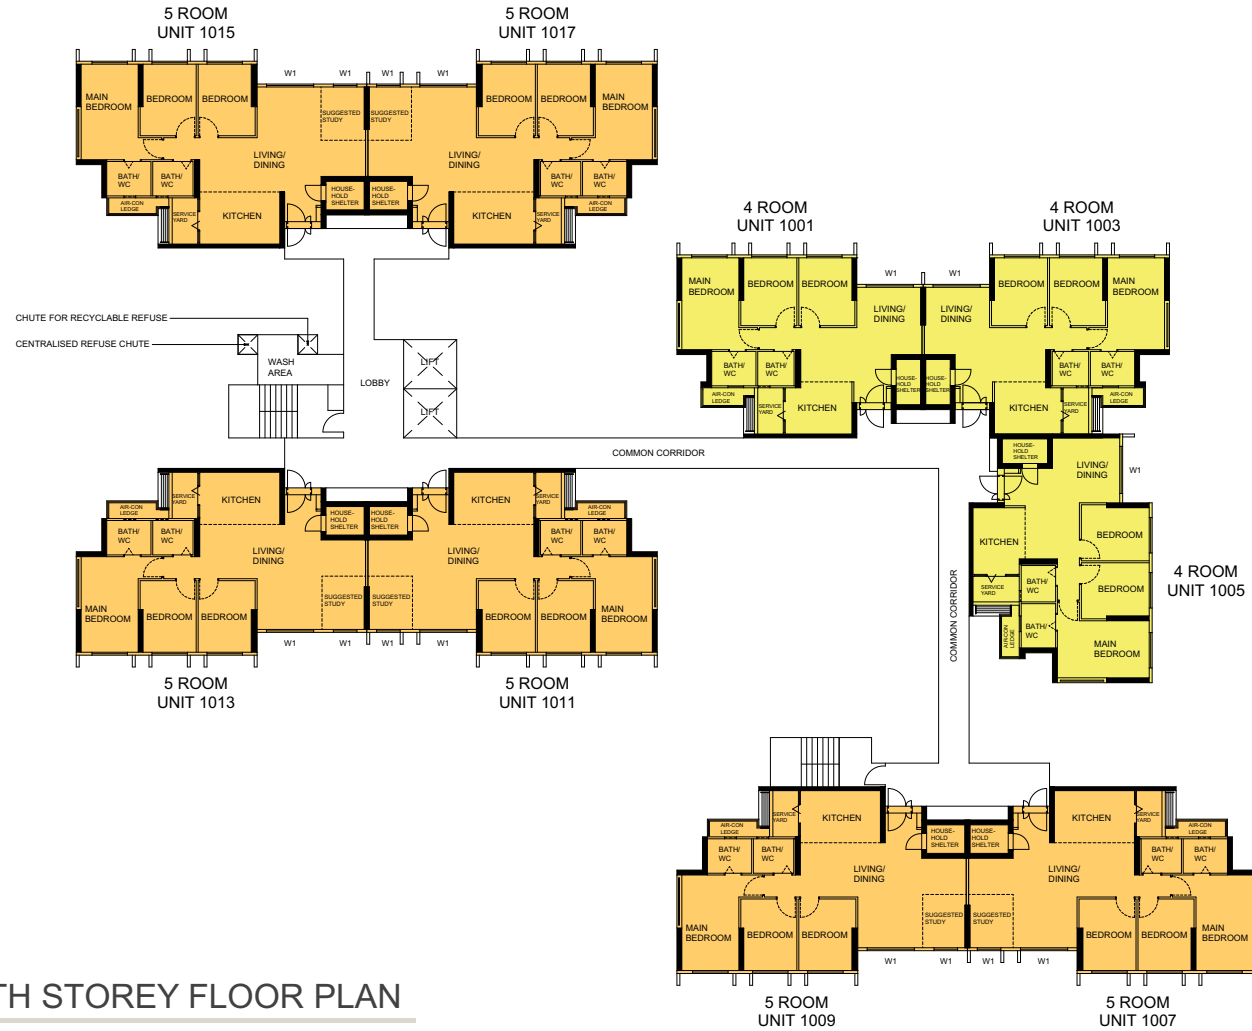 5 ROOM
UNIT 1015
5 ROOM
UNIT 1017
W1
W1
W1
W1
MAIN
BEDROOM
BEDROOM
BEDROOM
SUGGESTED
STUDY
SUGGESTED
STUDY
BEDROOM
BEDROOM
MAIN
BEDROOM
LIVING/
DINING
LIVING/
DINING
BATH/
WC
BATH/
WC
BATH/
WC
BATH/
WC
HOUSE-
HOLD
SHELTER
HOUSE-
HOLD
SHELTER
AIR-CON
LEDGE
SERVICE
YARD
KITCHEN
KITCHEN
SERVICE
YARD
AIR-CON
LEDGE
4 ROOM
UNIT 1001
4 ROOM
UNIT 1003
W1
W1
MAIN
BEDROOM
BEDROOM
BEDROOM
LIVING/
DINING
LIVING/
DINING
BEDROOM
BEDROOM
MAIN
BEDROOM
BATH/
WC
BATH/
WC
HOUSE-
HOLD
SHELTER
HOUSE-
HOLD
SHELTER
BATH/
WC
BATH/
WC
AIR-CON
LEDGE
SERVICE
YARD
KITCHEN
KITCHEN
SERVICE
YARD
AIR-CON
LEDGE
CHUTE FOR RECYCLABLE REFUSE
CENTRALISED REFUSE CHUTE
WASH
AREA
LOBBY
LIFT
LIFT
COMMON CORRIDOR
HOUSE-
HOLD
SHELTER
LIVING/
DINING
W1
KITCHEN
BEDROOM
BEDROOM
SERVICE
YARD
BATH/
WC
BATH/
WC
AIR-CON
LEDGE
MAIN
BEDROOM
4 ROOM
UNIT 1005
COMMON CORRIDOR
AIR-CON
LEDGE
SERVICE
YARD
KITCHEN
KITCHEN
SERVICE
YARD
AIR-CON
LEDGE
HOUSE-
HOLD
SHELTER
HOUSE-
HOLD
SHELTER
BATH/
WC
BATH/
WC
BATH/
WC
BATH/
WC
LIVING/
DINING
LIVING/
DINING
MAIN
BEDROOM
BEDROOM
BEDROOM
SUGGESTED
STUDY
SUGGESTED
STUDY
BEDROOM
BEDROOM
MAIN
BEDROOM
W1
W1
W1
W1
5 ROOM
UNIT 1013
5 ROOM
UNIT 1011
AIR-CON
LEDGE
SERVICE
YARD
KITCHEN
KITCHEN
SERVICE
YARD
AIR-CON
LEDGE
HOUSE-
HOLD
SHELTER
HOUSE-
HOLD
SHELTER
BATH/
WC
BATH/
WC
BATH/
WC
BATH/
WC
LIVING/
DINING
LIVING/
DINING
MAIN
BEDROOM
BEDROOM
BEDROOM
SUGGESTED
STUDY
SUGGESTED
STUDY
BEDROOM
BEDROOM
MAIN
BEDROOM
W1
W1
W1
W1
5 ROOM
UNIT 1009
5 ROOM
UNIT 1007
TH STOREY FLOOR PLAN